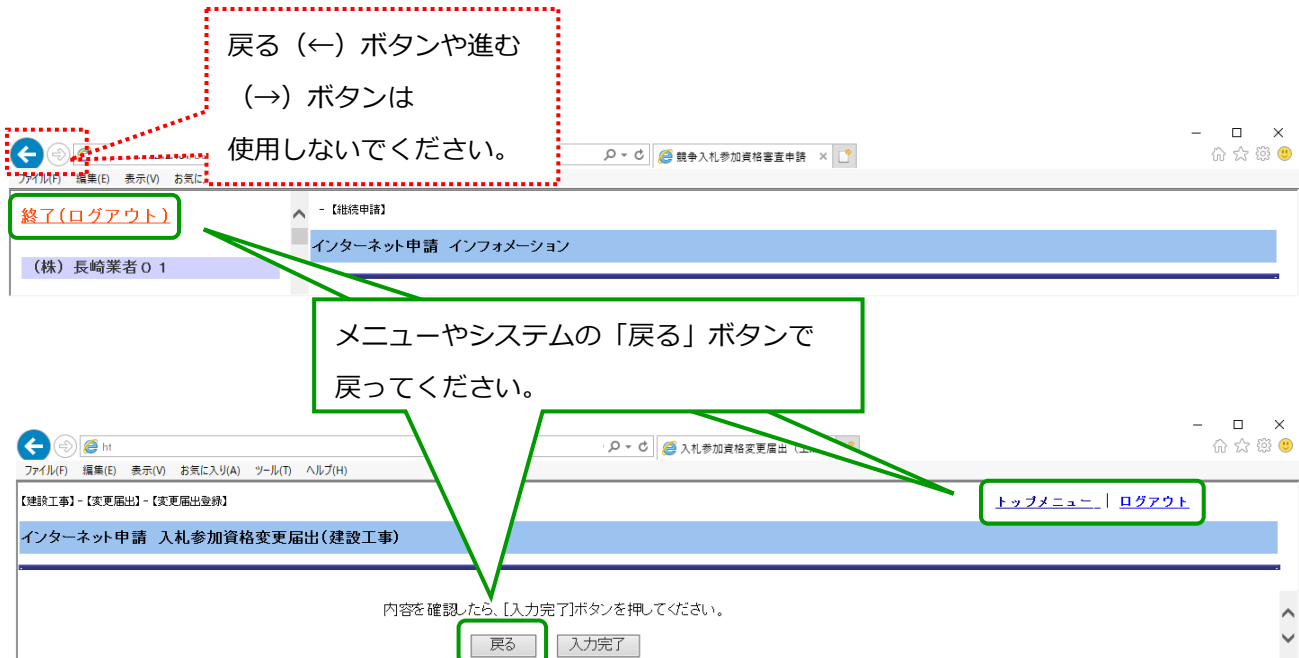 戻る（←）ボタンや進む
（→）ボタンは
使用しないでください。
競争入札参加資格審査申請 ×
ファイル(F) 編集(E) 表示(V) お気に
終了(ログアウト)
-【継続申請】
インターネット申請 インフォメーション
（株）長崎業者０１
メニューやシステムの「戻る」ボタンで
戻ってください。
ht
入札参加資格変更届出
ファイル(F) 編集(E) 表示(V) お気に入り(A) ツール(T) ヘルプ(H)
【建設工事】-【変更届出】-【変更届出登録】
トップメニュー | ログアウト
インターネット申請 入札参加資格変更届出(建設工事)
内容を確認したら、[入力完了]ボタンを押してください。
戻る 入力完了